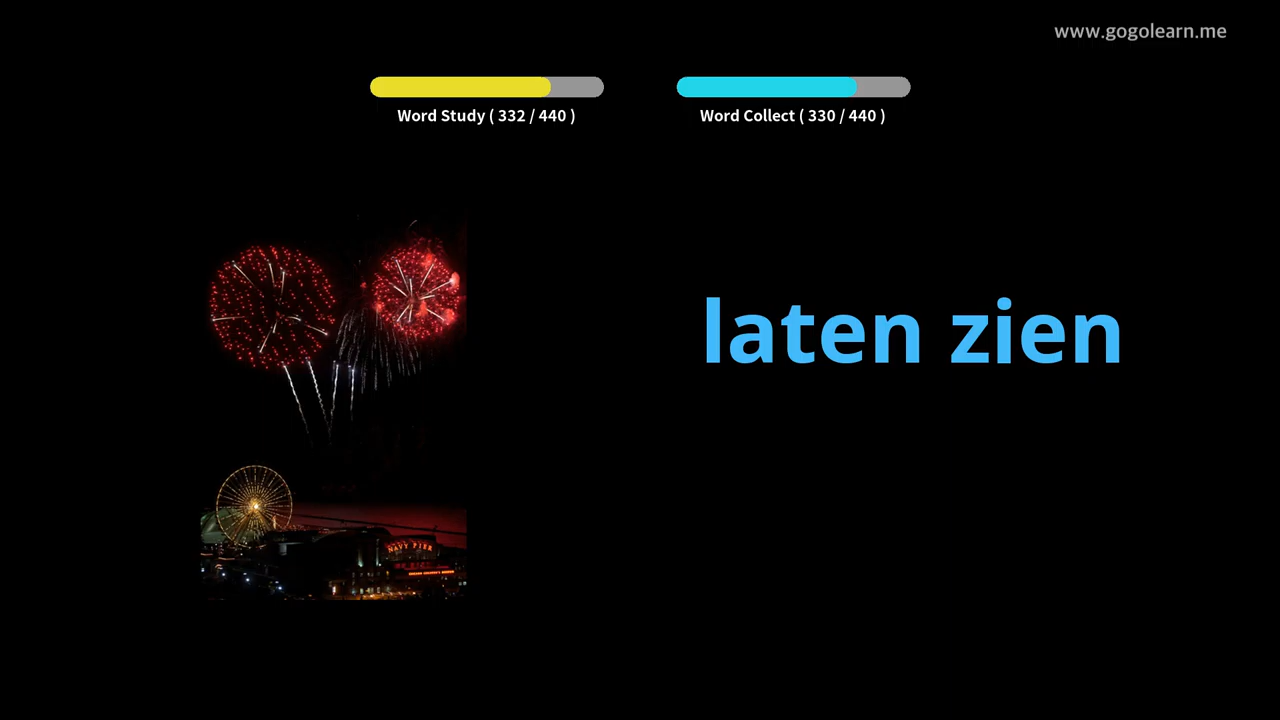 www.gogolearn.me
Word Study ( 332 / 440 )
Word Collect ( 330 / 440 )
laten zien
NAVY PIER